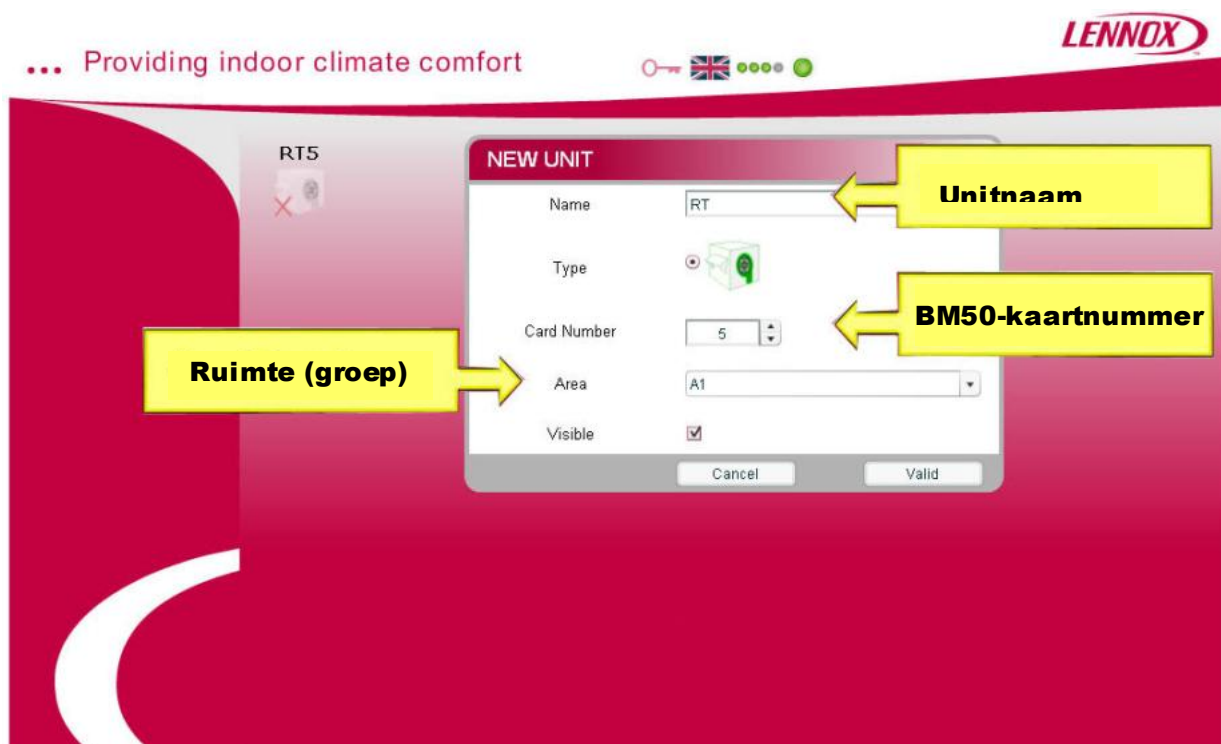 LENNOX
... Providing indoor climate comfort
RT5
NEW UNIT
Name
RT
Unitnaam
Type
BM50-kaartnummer
Card Number
5
Ruimte (groep)
Area
A1
Visible
Cancel
Valid